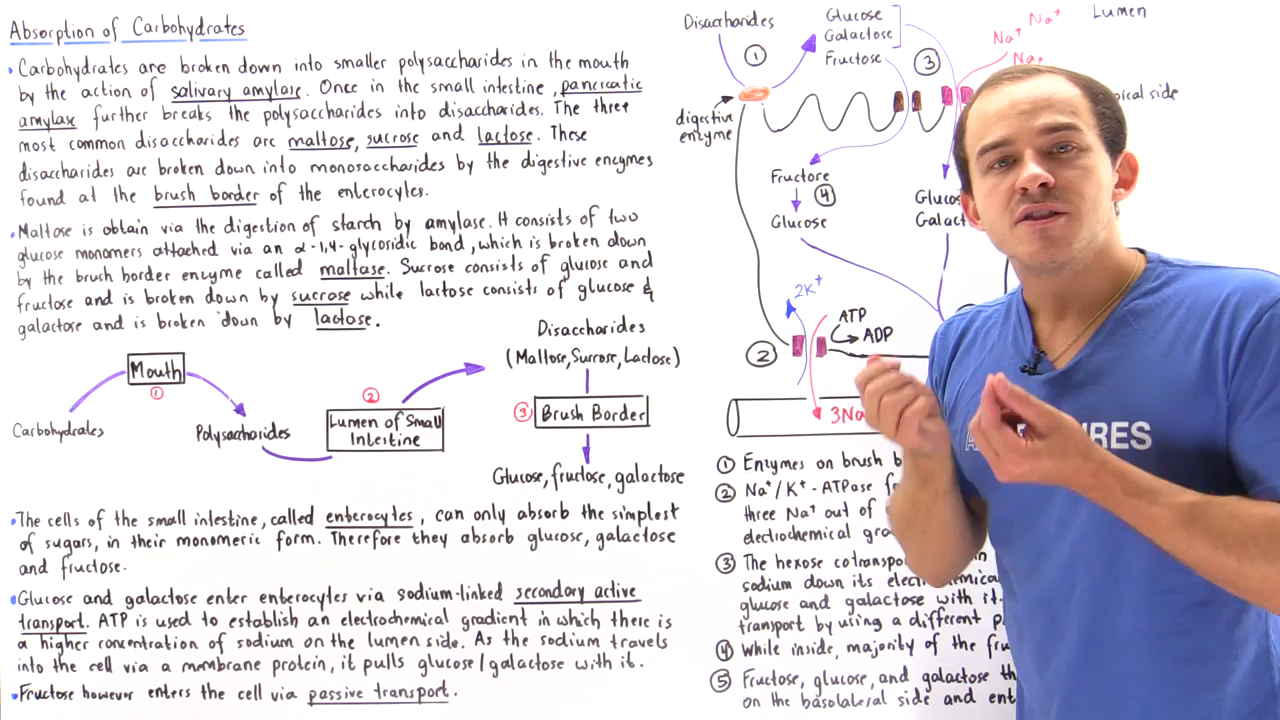 Absorption of Carbohydrates
• Carbohydrates are broken down into smaller polysaccharides in the mouth
by the action of salivary amylase. Once in the small intestine, pancreatic
amylase further breaks the polysaccharides into disaccharides. The three
most common disaccharides are maltose, sucrose and lactose. These
disaccharides are broken down into monosaccharides by the digestive enzymes
found at the brush border of the enterocytes.
• Maltose is obtain via the digestion of starch by amylase. It consists of two
glucose monomers attached via an α-1,4-glycosidic bond, which is broken down
by the brush border enzyme called maltase. Sucrose consists of glucose and
fructose and is broken down by sucrose while lactose consists of glucose &
galactose and is broken down by lactose.
Carbohydrates
Mouth
①
Polysaccharides
②
Lumen of Small
Intestine
Disaccharides
(Maltose, Sucrose, Lactose)
③ Brush Border
Glucose, fructose, galactose
• The cells of the small intestine, called enterocytes, can only absorb the simplest
of sugars, in their monomeric form. Therefore they absorb glucose, galactose
and fructose.
• Glucose and galactose enter enterocytes via sodium-linked secondary active
transport. ATP is used to establish an electrochemical gradient in which there is
a higher concentration of sodium on the lumen side. As the sodium travels
into the cell via a membrane protein, it pulls glucose/galactose with it.
• Fructose however enters the cell via passive transport.
Disaccharides
①
Glucose
Galactose
Fructose
③
Na⁺
Na⁺
Na⁺
Lumen
side
digestive
enzyme
Fructose
④
Glucose
2K⁺
ATP
ADP
②
3Na
① Enzymes on brush
② Na⁺/K⁺-ATPase
three Na⁺ out of
electrochemical
③ The hexose
sodium down its
glucose and galactose with it.
transport by using a different
④ While inside, majority of the
⑤ Fructose, glucose, and galactose
on the basolateral side and